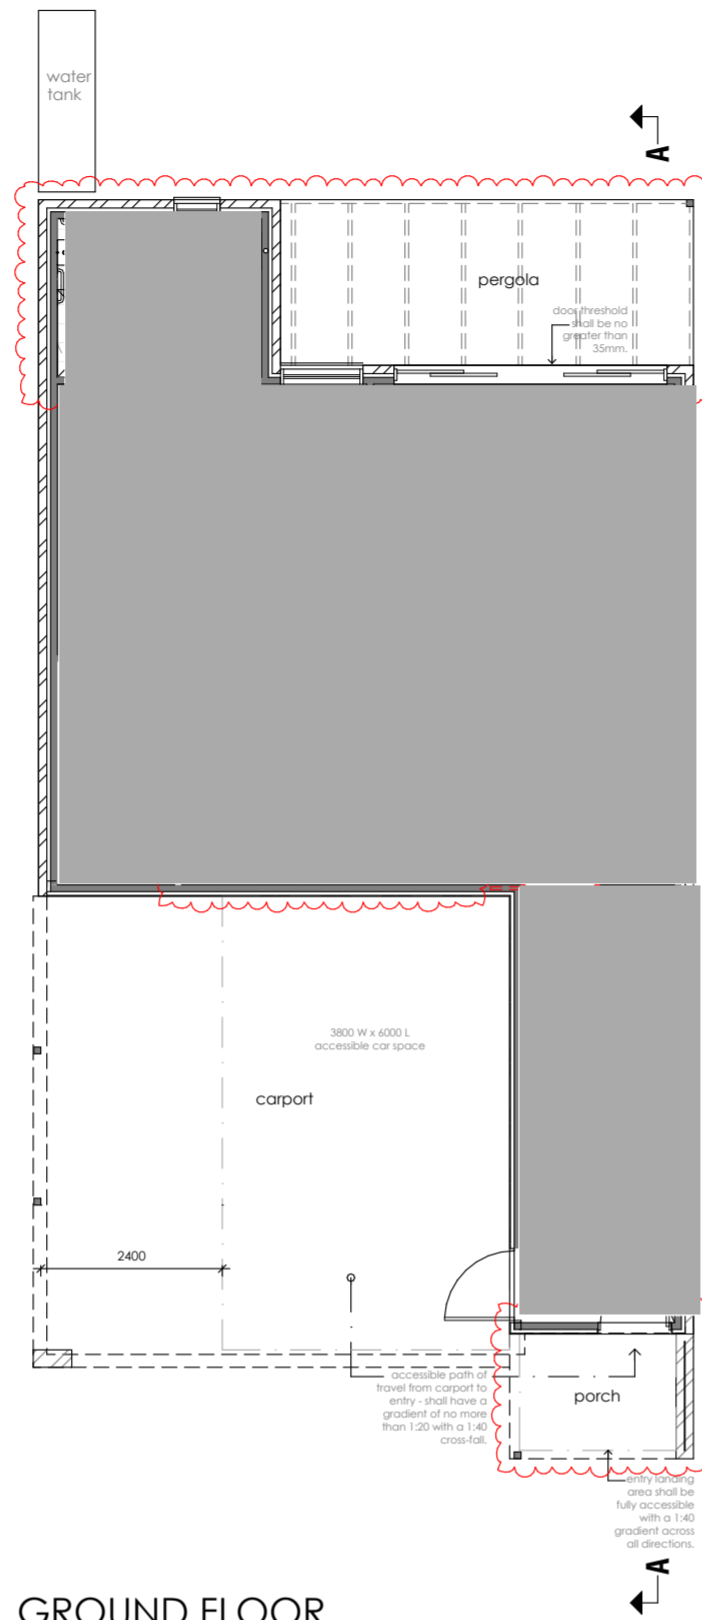 water
tank
A
pergola
door threshold
shall be no
greater than
35mm.
3800 W x 6000 L
accessible car space
carport
2400
accessible path of
travel from carport to
entry - shall have a
gradient of no more
than 1:20 with a 1:40
cross-fall.
porch
entry landing
area shall be
fully accessible
with a 1:40
gradient across
all directions.
A
GROUND FLOOR